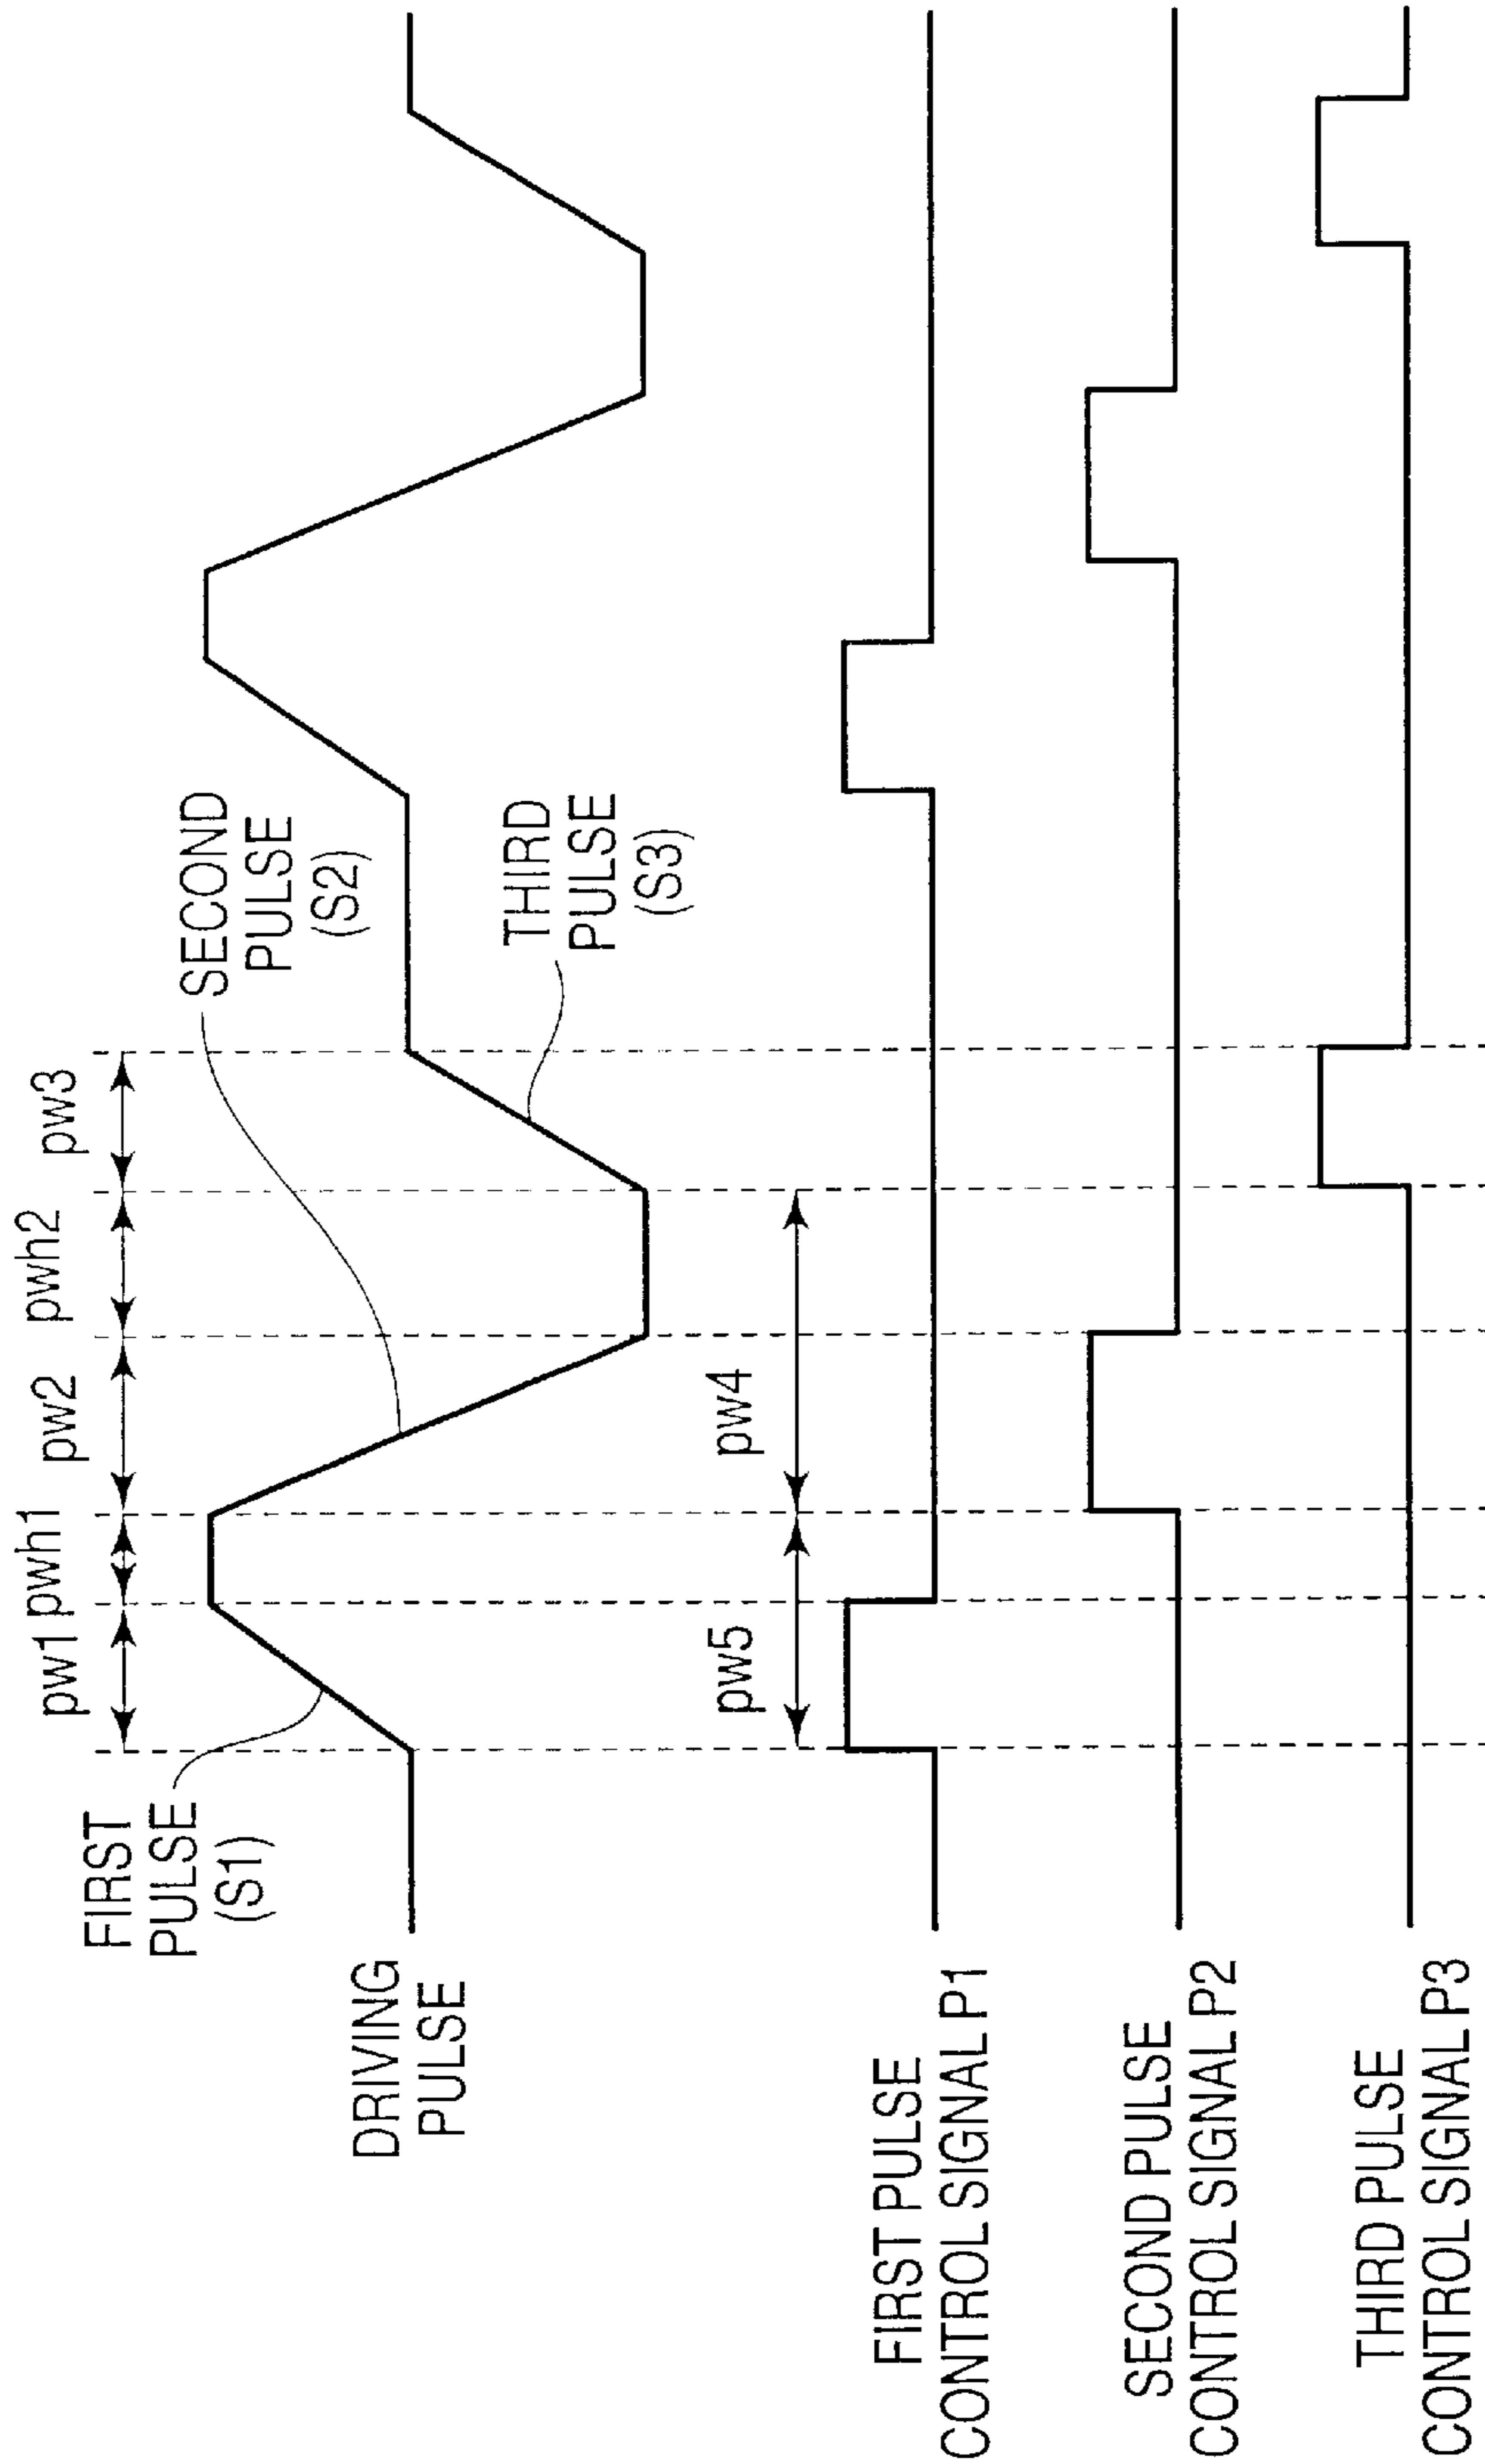 pw1
pwh1
pw2
pwh2
pw3
FIRST
PULSE
(S1)
SECOND
PULSE
(S2)
DRIVING
PULSE
THIRD
PULSE
(S3)
pw5
pw4
FIRST PULSE
CONTROL SIGNAL P1
SECOND PULSE
CONTROL SIGNAL P2
THIRD PULSE
CONTROL SIGNAL P3